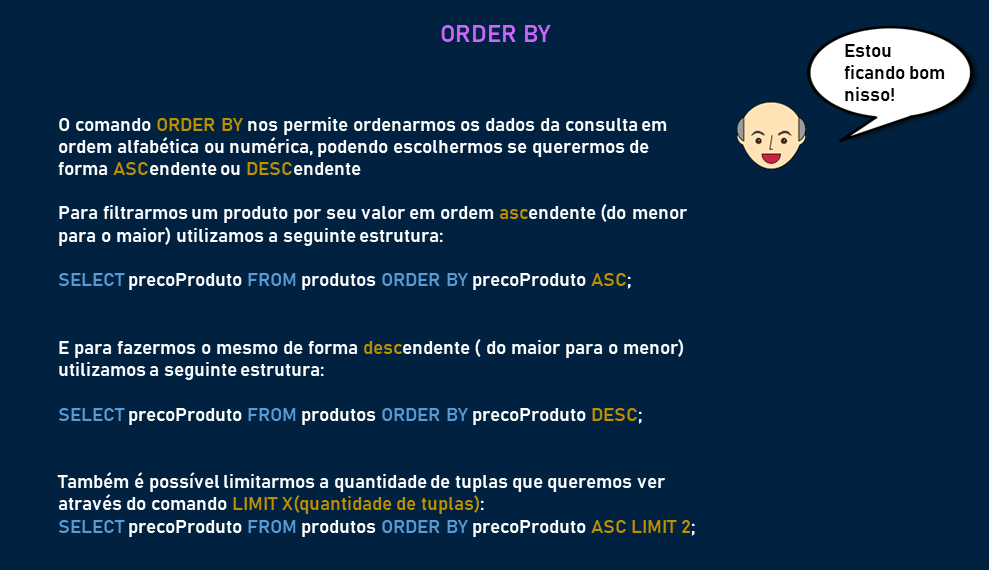 ORDER BY
Estou
ficando bom
nisso!
O comando ORDER BY nos permite ordenarmos os dados da consulta em
ordem alfabética ou numérica, podendo escolhermos se querermos de
forma ASCendente ou DESCendente
Para filtrarmos um produto por seu valor em ordem ascendente (do menor
para o maior) utilizamos a seguinte estrutura:
SELECT precoProduto FROM produtos ORDER BY precoProduto ASC;
E para fazermos o mesmo de forma descendente ( do maior para o menor)
utilizamos a seguinte estrutura:
SELECT precoProduto FROM produtos ORDER BY precoProduto DESC;
Também é possível limitarmos a quantidade de tuplas que queremos ver
através do comando LIMIT X(quantidade de tuplas):
SELECT precoProduto FROM produtos ORDER BY precoProduto ASC LIMIT 2;